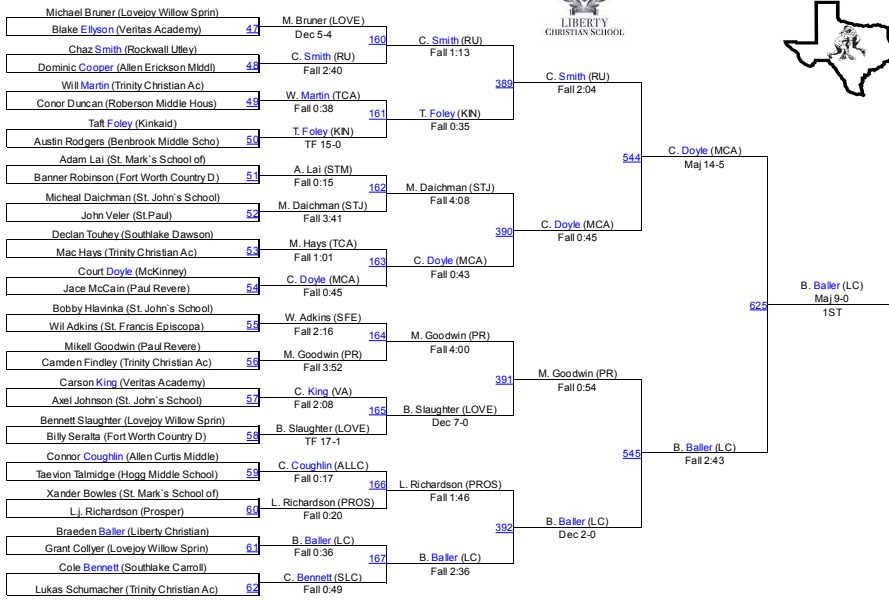 LIBERTY
CHRISTIAN SCHOOL
Michael Bruner (Lovejoy Willow Sprin)
Blake Ellyson (Veritas Academy)
47
M. Bruner (LOVE)
Dec 5-4
160
Chaz Smith (Rockwall Utley)
Dominic Cooper (Allen Erickson MIddl)
48
C. Smith (RU)
Fall 2:40
C. Smith (RU)
Fall 1:13
389
Will Martin (Trinity Christian Ac)
Conor Duncan (Roberson Middle Hous)
49
W. Martin (TCA)
Fall 0:38
161
Taft Foley (Kinkaid)
Austin Rodgers (Benbrook Middle Scho)
50
T. Foley (KIN)
TF 15-0
T. Foley (KIN)
Fall 0:35
C. Smith (RU)
Fall 2:04
544
Adam Lai (St. Mark`s School of)
Banner Robinson (Fort Worth Country D)
51
A. Lai (STM)
Fall 0:15
162
Micheal Daichman (St. John`s School)
John Veler (St.Paul)
52
M. Daichman (STJ)
Fall 3:41
M. Daichman (STJ)
Fall 4:08
390
Declan Touhey (Southlake Dawson)
Mac Hays (Trinity Christian Ac)
53
M. Hays (TCA)
Fall 1:01
163
Court Doyle (McKinney)
Jace McCain (Paul Revere)
54
C. Doyle (MCA)
Fall 0:45
C. Doyle (MCA)
Fall 0:43
C. Doyle (MCA)
Fall 0:45
C. Doyle (MCA)
Maj 14-5
625
Bobby Hlavinka (St. John`s School)
Wil Adkins (St. Francis Episcopa)
55
W. Adkins (SFE)
Fall 2:16
164
Mikell Goodwin (Paul Revere)
Camden Findley (Trinity Christian Ac)
56
M. Goodwin (PR)
Fall 3:52
M. Goodwin (PR)
Fall 4:00
391
Carson King (Veritas Academy)
Axel Johnson (St. John`s School)
57
C. King (VA)
Fall 2:08
165
Bennett Slaughter (Lovejoy Willow Sprin)
Billy Seralta (Fort Worth Country D)
58
B. Slaughter (LOVE)
TF 17-1
B. Slaughter (LOVE)
Dec 7-0
M. Goodwin (PR)
Fall 0:54
545
Connor Coughlin (Allen Curtis Middle)
Taevion Talmidge (Hogg Middle School)
59
C. Coughlin (ALLC)
Fall 0:17
166
Xander Bowles (St. Mark`s School of)
L.j. Richardson (Prosper)
60
L. Richardson (PROS)
Fall 0:20
L. Richardson (PROS)
Fall 1:46
392
Braeden Baller (Liberty Christian)
Grant Collyer (Lovejoy Willow Sprin)
61
B. Baller (LC)
Fall 0:36
167
Cole Bennett (Southlake Carroll)
Lukas Schumacher (Trinity Christian Ac)
62
C. Bennett (SLC)
Fall 0:49
B. Baller (LC)
Fall 2:36
B. Baller (LC)
Dec 2-0
B. Baller (LC)
Fall 2:43
B. Baller (LC)
Maj 9-0
1ST